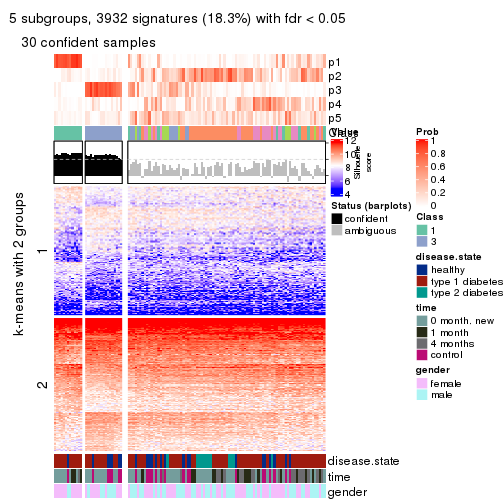 5 subgroups, 3932 signatures (18.3%) with fdr < 0.05
30 confident samples
p1
p2
p3
p4
p5
Class
Value
12
10
8
6
4
Silhouette
score
Status (barplots)
confident
ambiguous
k-means with 2 groups
1
2
Prob
1
0.8
0.6
0.4
0.2
0
Class
1
3
disease.state
healthy
type 1 diabetes
type 2 diabetes
time
0 month. new
1 month
4 months
control
gender
female
male
disease.state
time
gender